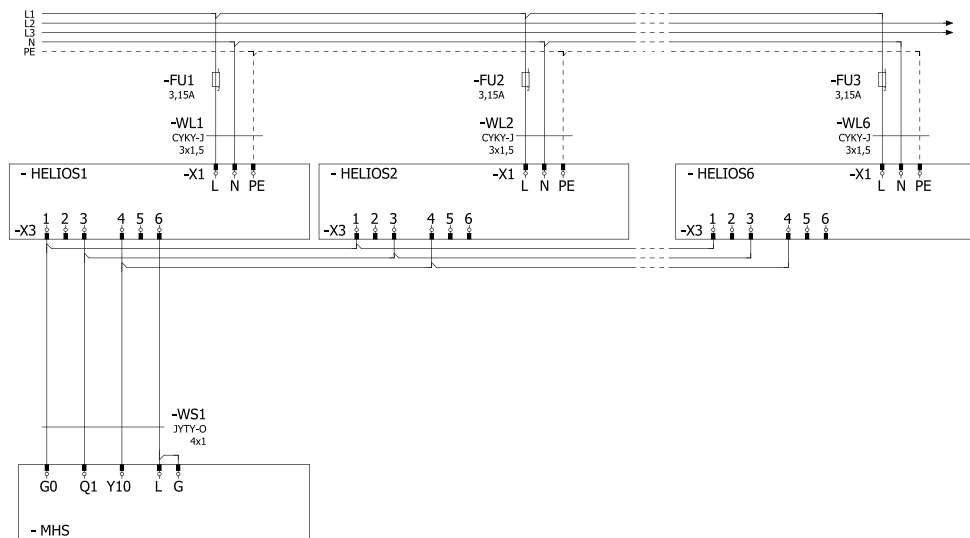 L1
L2
L3
N
PE
-FU1
3,15A
2
-FU2
3,15A
2
-FU3
3,15A
2
-WL1
CYKY-J
3x1,5
-WL2
CYKY-J
3x1,5
-WL6
CYKY-J
3x1,5
- HELIOS1
-X1
L N PE
- HELIOS2
-X1
L N PE
- HELIOS6
-X1
L N PE
-X3
1 2 3 4 5 6
-X3
1 2 3 4 5 6
-X3
1 2 3 4 5 6
-WS1
JYTY-O
4x1
G0 Q1 Y10 L G
- MHS